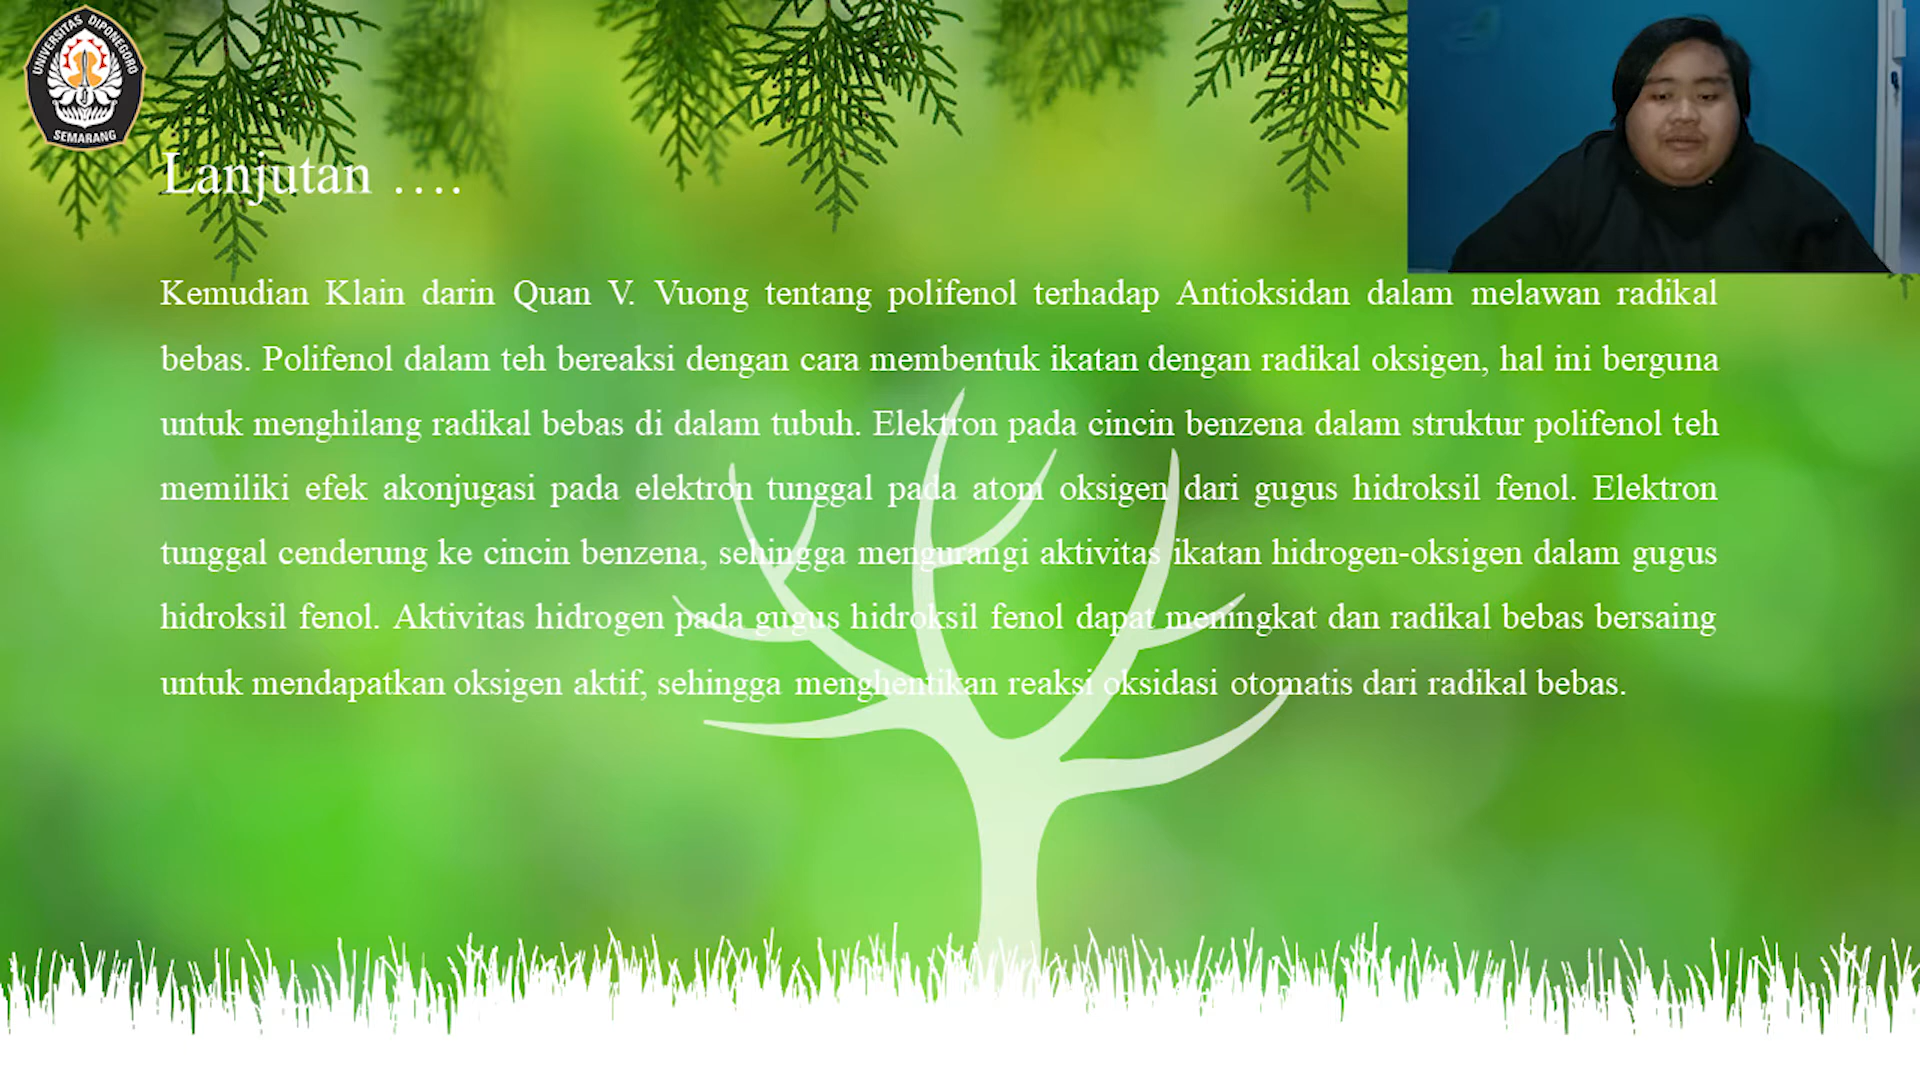 UNIVERSITAS DIPONEGORO
SEMARANG
Lanjutan ....
Kemudian Klain darin Quan V. Vuong tentang polifenol terhadap Antioksidan dalam melawan radikal
bebas. Polifenol dalam teh bereaksi dengan cara membentuk ikatan dengan radikal oksigen, hal ini berguna
untuk menghilang radikal bebas di dalam tubuh. Elektron pada cincin benzena dalam struktur polifenol teh
memiliki efek akonjugasi pada elektron tunggal pada atom oksigen dari gugus hidroksil fenol. Elektron
tunggal cenderung ke cincin benzena, sehingga mengurangi aktivitas ikatan hidrogen-oksigen dalam gugus
hidroksil fenol. Aktivitas hidrogen pada gugus hidroksil fenol dapat meningkat dan radikal bebas bersaing
untuk mendapatkan oksigen aktif, sehingga menghentikan reaksi oksidasi otomatis dari radikal bebas.